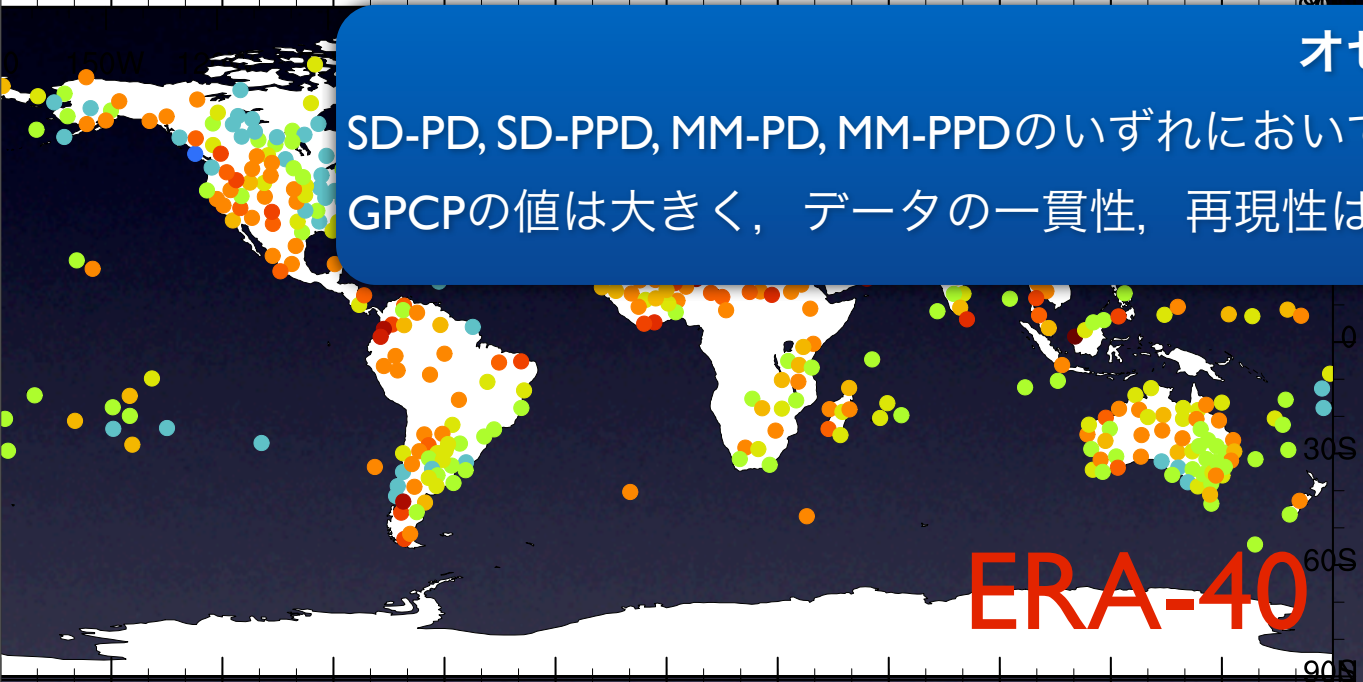 150W
オセ
SD-PD, SD-PPD, MM-PD, MM-PPDのいずれにおいて
GPCPの値は大きく，データの一貫性，再現性は
0
30S
60S
ERA-40